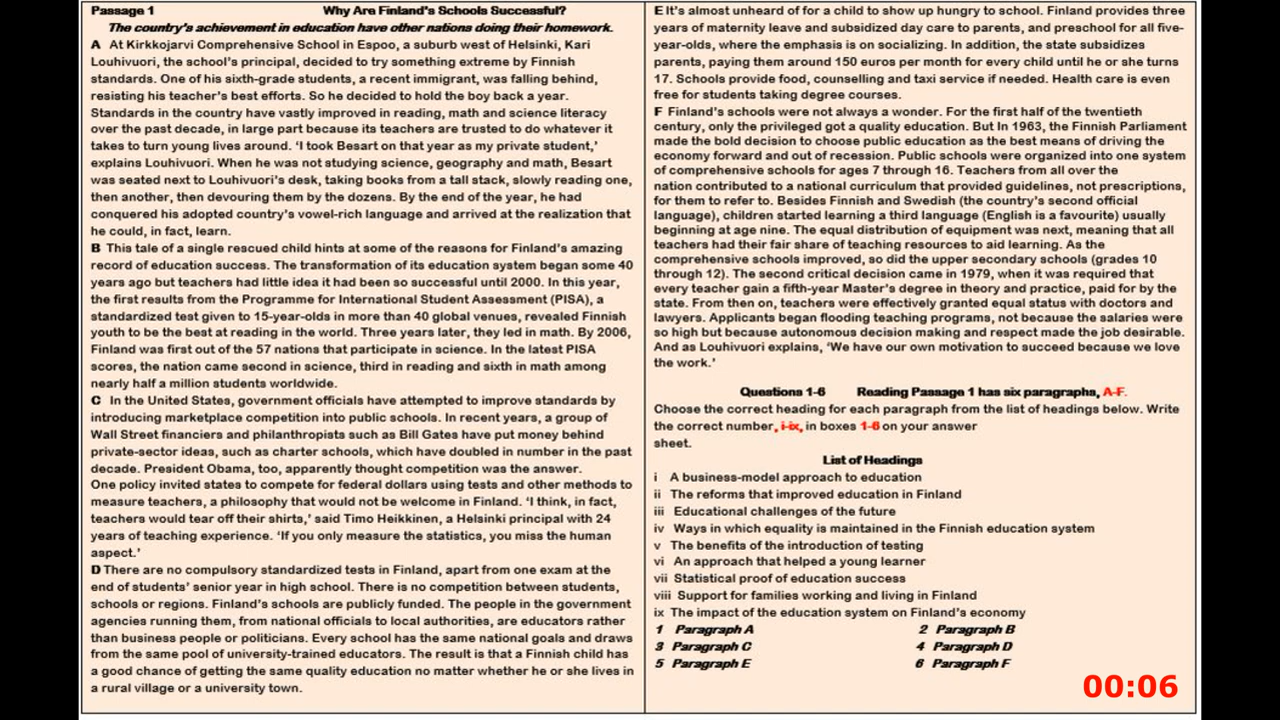 Passage 1 Why Are Finland's Schools Successful?
The country's achievement in education have other nations doing their homework.
A At Kirkkojarvi Comprehensive School in Espoo, a suburb west of Helsinki, Kari
Louhivuori, the school's principal, decided to try something extreme by Finnish
standards. One of his sixth-grade students, a recent immigrant, was falling behind,
resisting his teacher's best efforts. So he decided to hold the boy back a year.
Standards in the country have vastly improved in reading, math and science literacy
over the past decade, in large part because its teachers are trusted to do whatever it
takes to turn young lives around. 'I took Besart on that year as my private student,'
explains Louhivuori. When he was not studying science, geography and math, Besart
was seated next to Louhivuori's desk, taking books from a tall stack, slowly reading one,
then another, then devouring them by the dozens. By the end of the year, he had
conquered his adopted country's vowel-rich language and arrived at the realization that
he could, in fact, learn.
B This tale of a single rescued child hints at some of the reasons for Finland's amazing
record of education success. The transformation of its education system began some 40
years ago but teachers had little idea it had been so successful until 2000. In this year,
the first results from the Programme for International Student Assessment (PISA), a
standardized test given to 15-year-olds in more than 40 global venues, revealed Finnish
youth to be the best at reading in the world. Three years later, they led in math. By 2006,
Finland was first out of the 57 nations that participate in science. In the latest PISA
scores, the nation came second in science, third in reading and sixth in math among
nearly half a million students worldwide.
C In the United States, government officials have attempted to improve standards by
introducing marketplace competition into public schools. In recent years, a group of
Wall Street financiers and philanthropists such as Bill Gates have put money behind
private-sector ideas, such as charter schools, which have doubled in number in the past
decade. President Obama, too, apparently thought competition was the answer.
One policy invited states to compete for federal dollars using tests and other methods to
measure teachers, a philosophy that would not be welcome in Finland. 'I think, in fact,
teachers would tear off their shirts,' said Timo Heikkinen, a Helsinki principal with 24
years of teaching experience. 'If you only measure the statistics, you miss the human
aspect.'
D There are no compulsory standardized tests in Finland, apart from one exam at the
end of students' senior year in high school. There is no competition between students,
schools or regions. Finland's schools are publicly funded. The people in the government
agencies running them, from national officials to local authorities, are educators rather
than business people or politicians. Every school has the same national goals and draws
from the same pool of university-trained educators. The result is that a Finnish child has
a good chance of getting the same quality education no matter whether he or she lives in
a rural village or a university town.
E It's almost unheard of for a child to show up hungry to school. Finland provides three
years of maternity leave and subsidized day care to parents, and preschool for all five-
year-olds, where the emphasis is on socializing. In addition, the state subsidizes
parents, paying them around 150 euros per month for every child until he or she turns
17. Schools provide food, counselling and taxi service if needed. Health care is even
free for students taking degree courses.
F Finland's schools were not always a wonder. For the first half of the twentieth
century, only the privileged got a quality education. But In 1963, the Finnish Parliament
made the bold decision to choose public education as the best means of driving the
economy forward and out of recession. Public schools were organized into one system
of comprehensive schools for ages 7 through 16. Teachers from all over the
nation contributed to a national curriculum that provided guidelines, not prescriptions,
for them to refer to. Besides Finnish and Swedish (the country's second official
language), children started learning a third language (English is a favourite) usually
beginning at age nine. The equal distribution of equipment was next, meaning that all
teachers had their fair share of teaching resources to aid learning. As the
comprehensive schools improved, so did the upper secondary schools (grades 10
through 12). The second critical decision came in 1979, when it was required that
every teacher gain a fifth-year Master's degree in theory and practice, paid for by the
state. From then on, teachers were effectively granted equal status with doctors and
lawyers. Applicants began flooding teaching programs, not because the salaries were
so high but because autonomous decision making and respect made the job desirable.
And as Louhivuori explains, 'We have our own motivation to succeed because we love
the work.'
Questions 1-6 Reading Passage 1 has six paragraphs, A-F.
Choose the correct heading for each paragraph from the list of headings below. Write
the correct number, i-ix, in boxes 1-6 on your answer
sheet.
List of Headings
i A business-model approach to education
ii The reforms that improved education in Finland
iii Educational challenges of the future
iv Ways in which equality is maintained in the Finnish education system
v The benefits of the introduction of testing
vi An approach that helped a young learner
vii Statistical proof of education success
viii Support for families working and living in Finland
ix The impact of the education system on Finland's economy
1 Paragraph A 2 Paragraph B
3 Paragraph C 4 Paragraph D
5 Paragraph E 6 Paragraph F
00:06